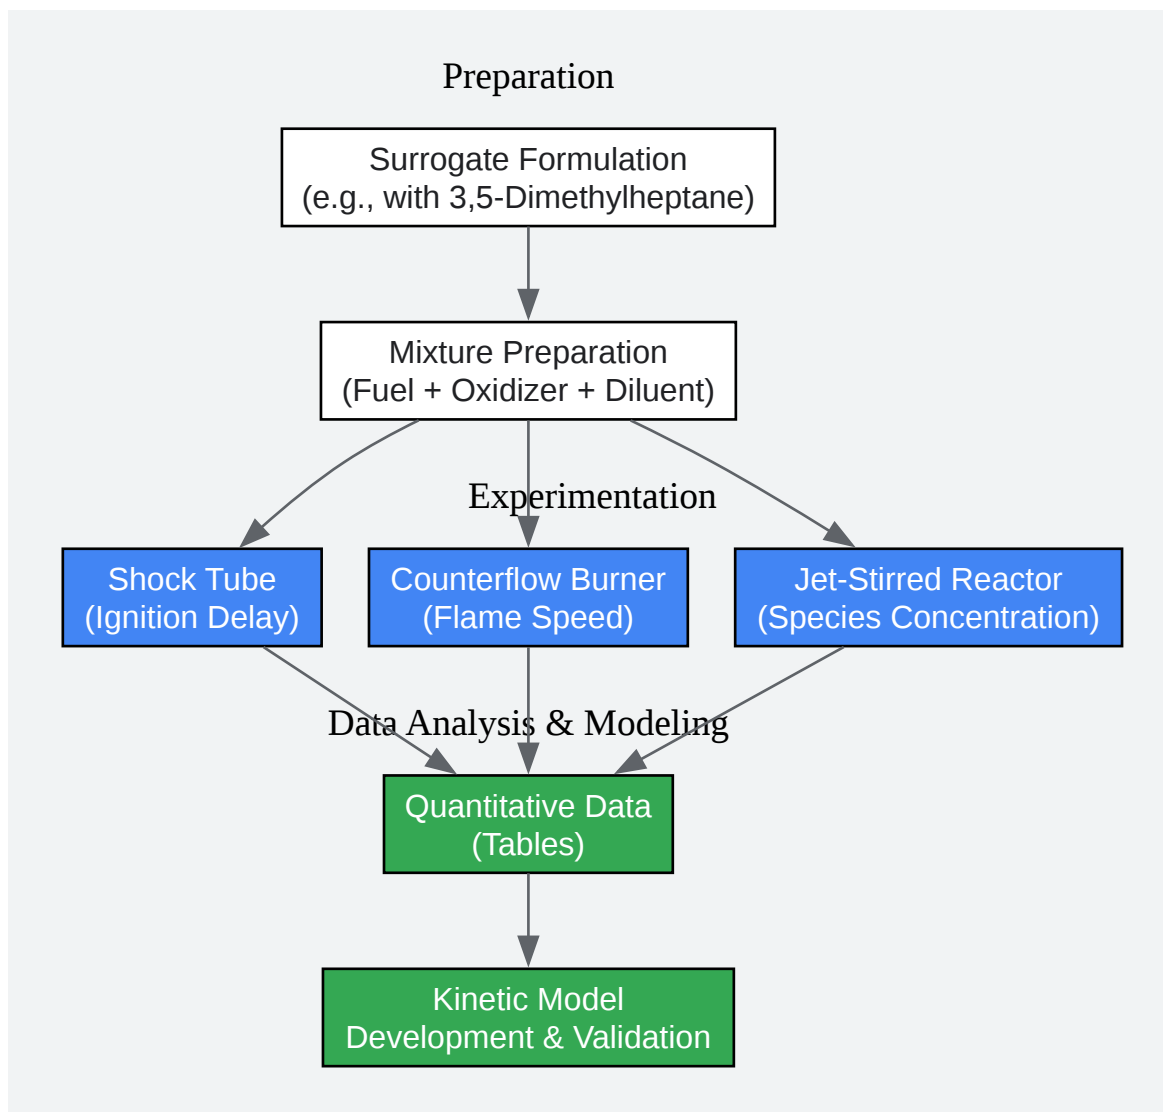 Preparation
Surrogate Formulation
(e.g., with 3,5-Dimethylheptane)
Mixture Preparation
(Fuel + Oxidizer + Diluent)
Experimentation
Shock Tube
(Ignition Delay)
Counterflow Burner
(Flame Speed)
Jet-Stirred Reactor
(Species Concentration)
Data Analysis & Modeling
Quantitative Data
(Tables)
Kinetic Model
Development & Validation